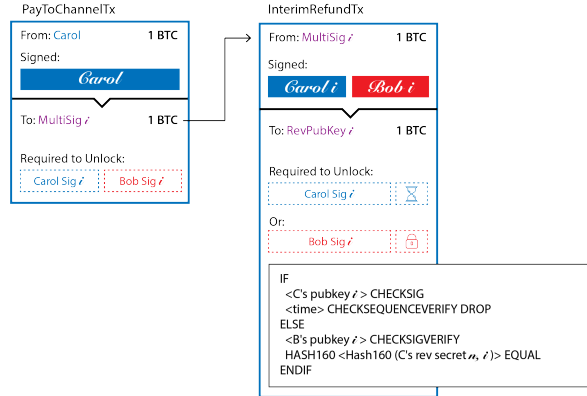 PayToChannelTx
From: Carol 1 BTC
Signed:
Carol
To: MultiSig i 1 BTC
Required to Unlock:
Carol Sig i Bob Sig i
InterimRefundTx
From: MultiSig i 1 BTC
Signed:
Carol i Bob i
To: RevPubKey i 1 BTC
Required to Unlock:
Carol Sig i
Or:
Bob Sig i
IF
<C's pubkey i > CHECKSIG
<time> CHECKSEQUENCEVERIFY DROP
ELSE
<B's pubkey i > CHECKSIGVERIFY
HASH160 <Hash160 (C's rev secret n, i )> EQUAL
ENDIF